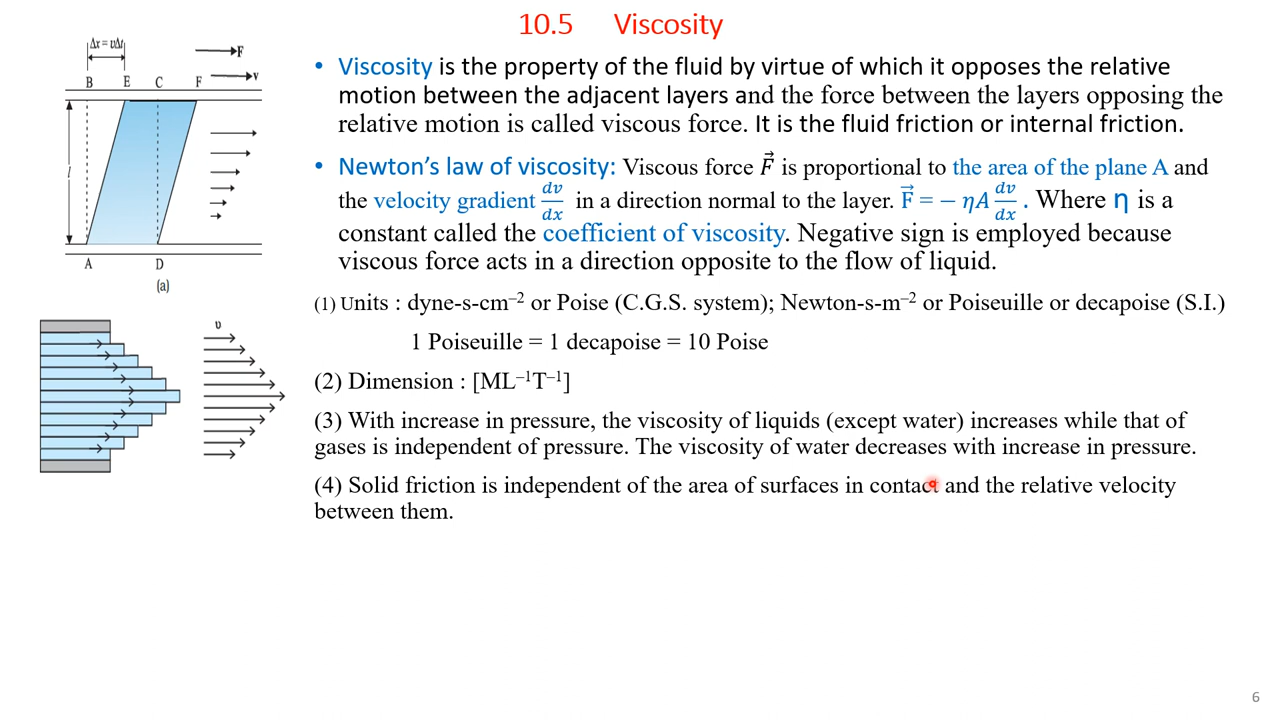 10.5 Viscosity
Δx = υΔt
F
v
B E C F
l
A D
(a)
υ
• Viscosity is the property of the fluid by virtue of which it opposes the relative
motion between the adjacent layers and the force between the layers opposing the
relative motion is called viscous force. It is the fluid friction or internal friction.
• Newton’s law of viscosity: Viscous force F⃗ is proportional to the area of the plane A and
the velocity gradient dv/dx in a direction normal to the layer. F⃗ = − ηA dv/dx . Where η is a
constant called the coefficient of viscosity. Negative sign is employed because
viscous force acts in a direction opposite to the flow of liquid.
(1) Units : dyne-s-cm⁻² or Poise (C.G.S. system); Newton-s-m⁻² or Poiseuille or decapoise (S.I.)
1 Poiseuille = 1 decapoise = 10 Poise
(2) Dimension : [ML⁻¹T⁻¹]
(3) With increase in pressure, the viscosity of liquids (except water) increases while that of
gases is independent of pressure. The viscosity of water decreases with increase in pressure.
(4) Solid friction is independent of the area of surfaces in contact and the relative velocity
between them.
6